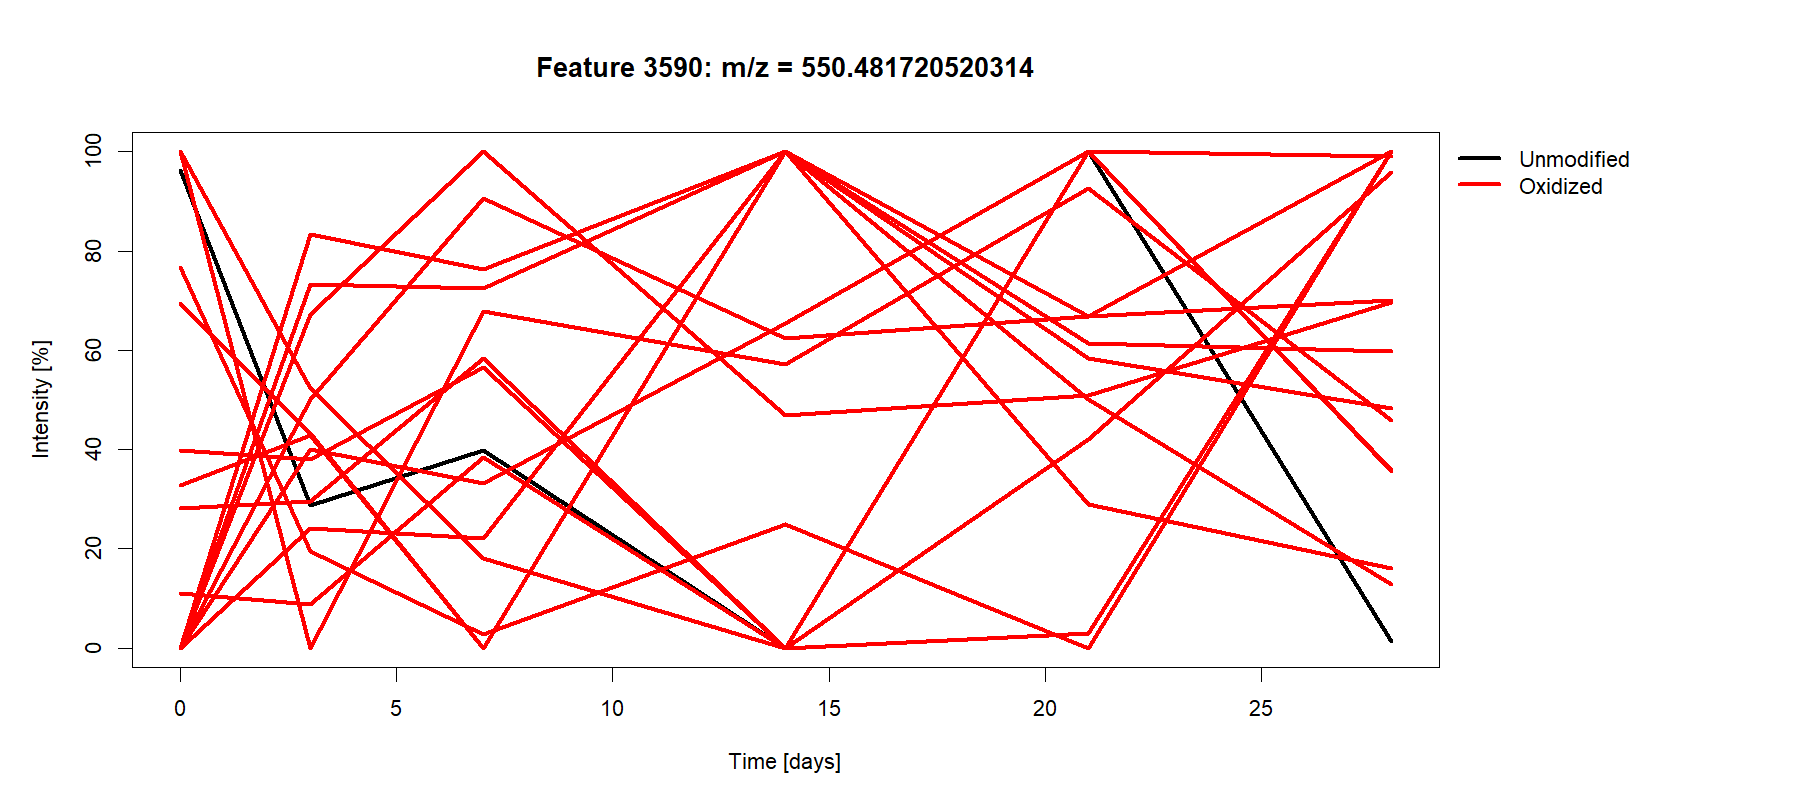 Feature 3590: m/z = 550.481720520314
Unmodified
Oxidized
Intensity [%]
100
80
60
40
20
0
0 5 10 15 20 25
Time [days]